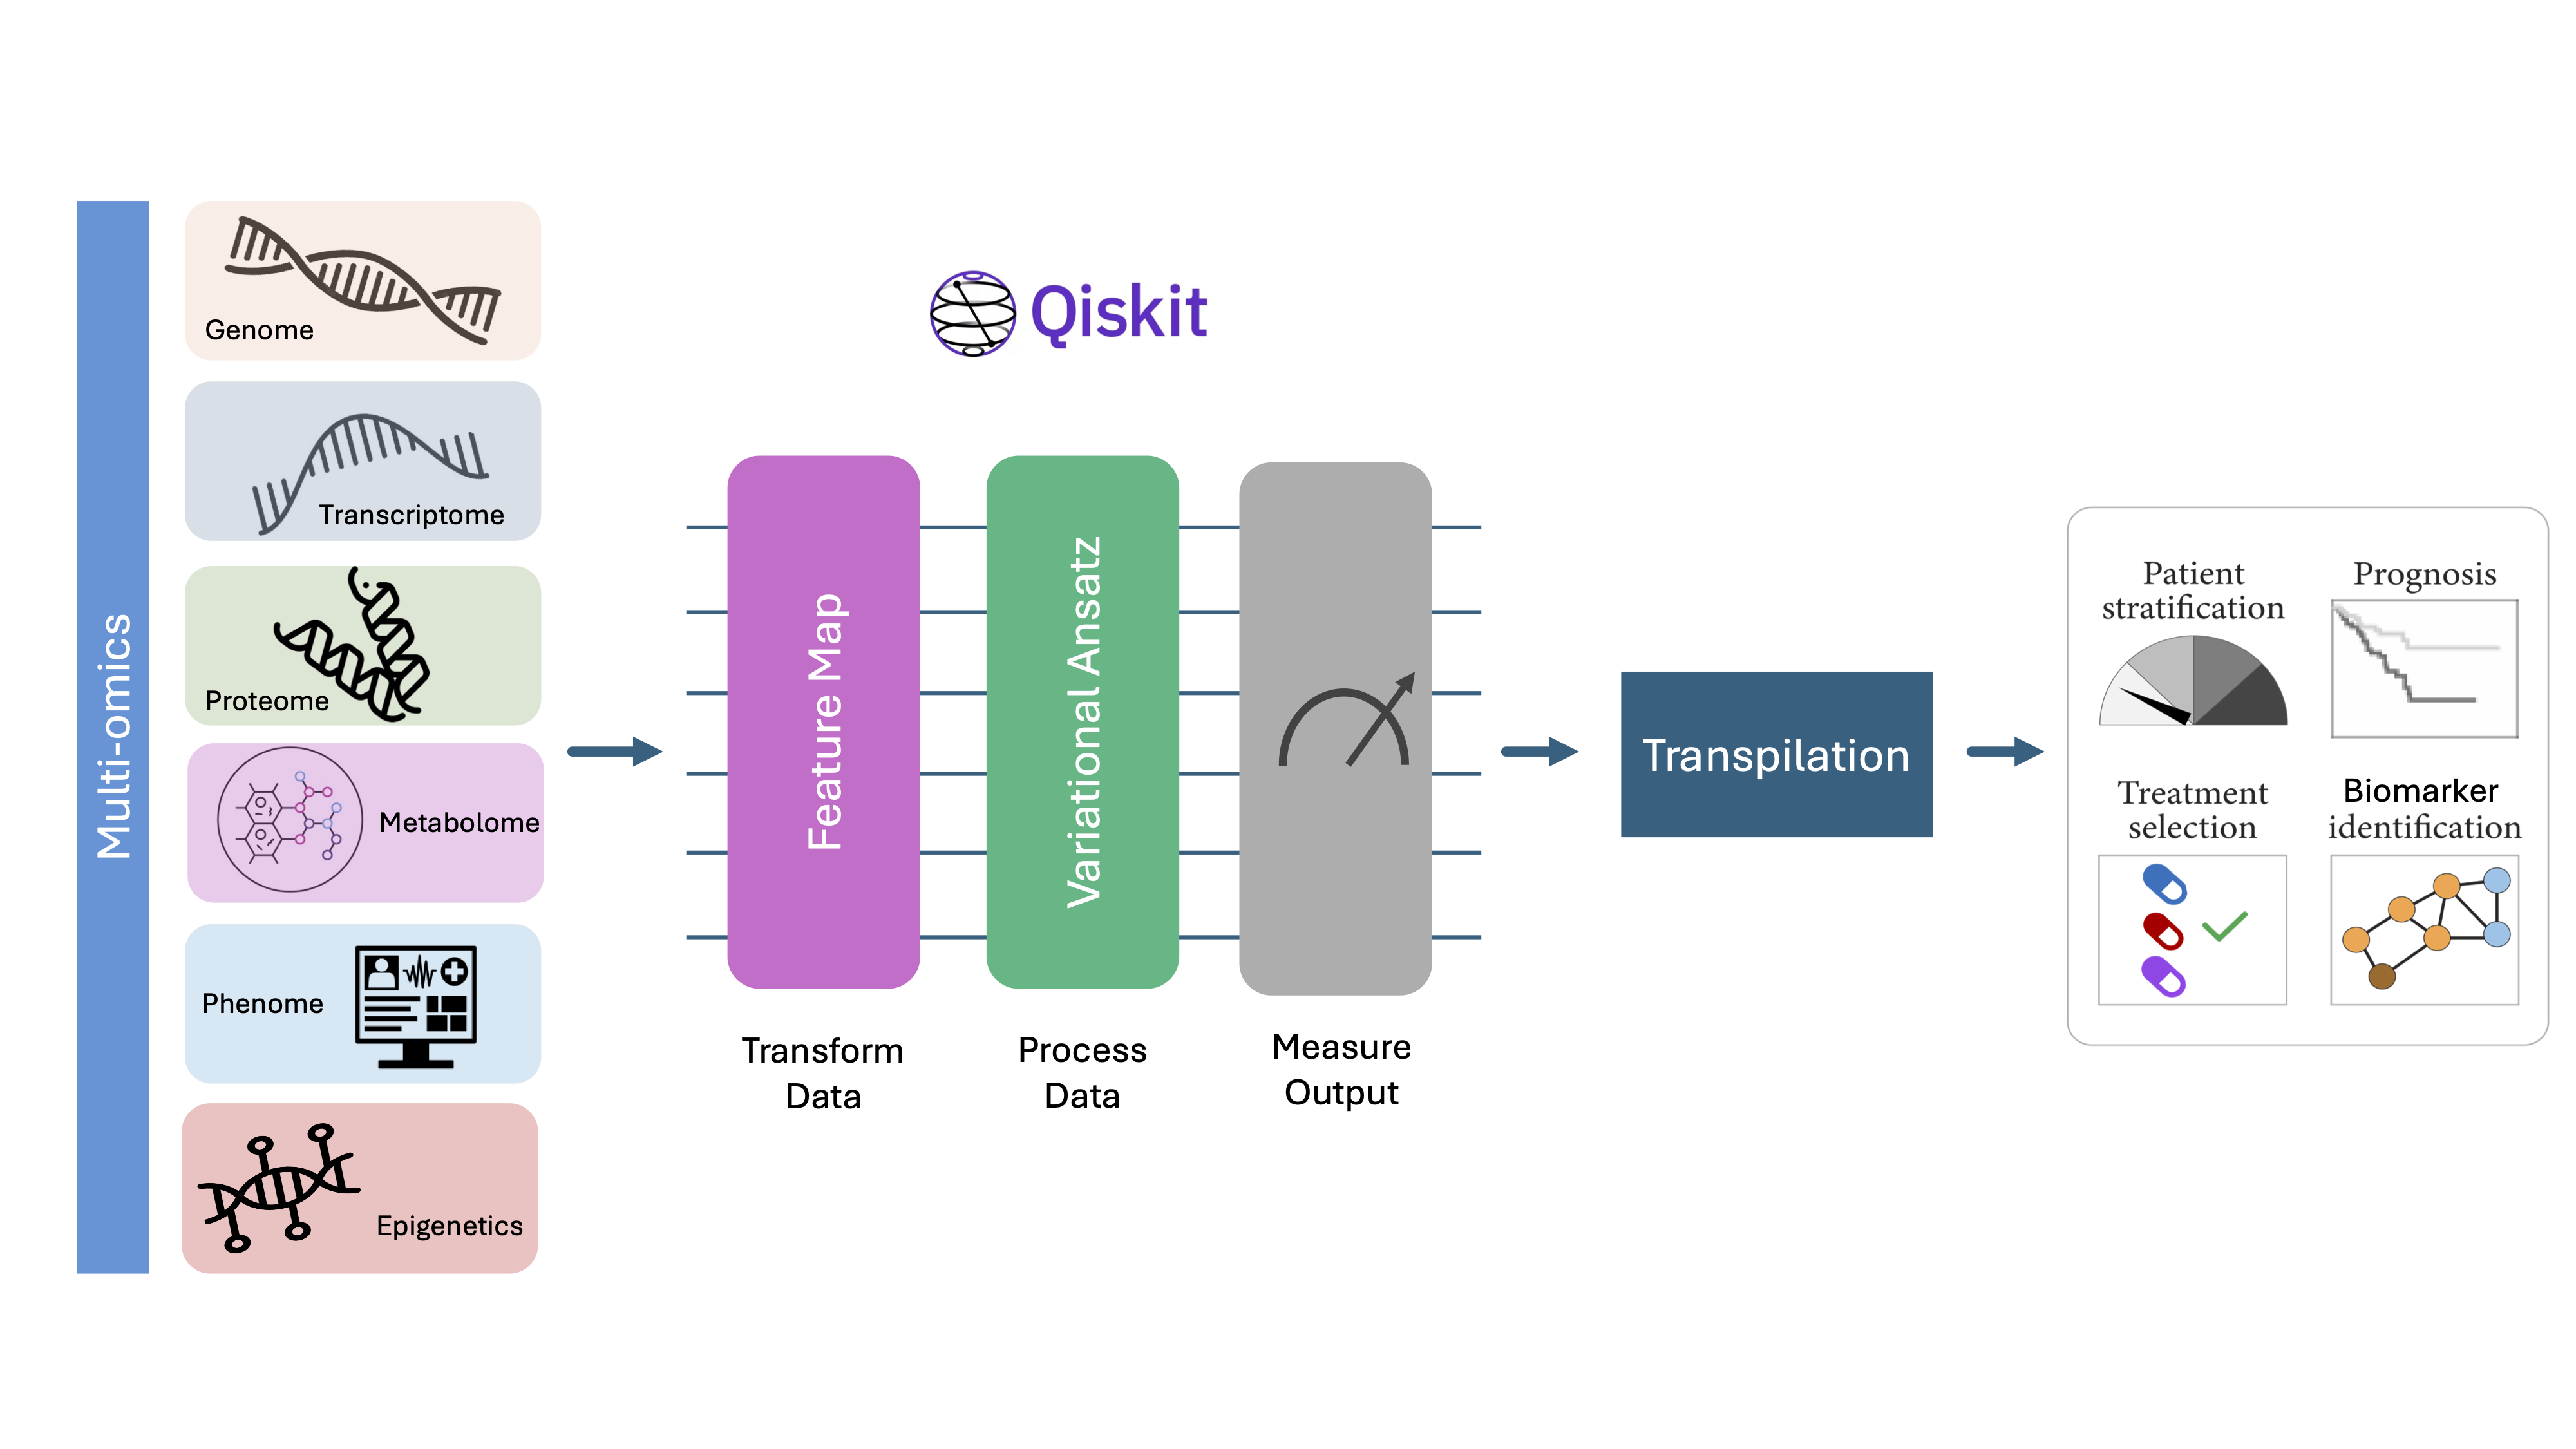 Multi-omics
Genome
Transcriptome
Proteome
Metabolome
Phenome
Epigenetics
Qiskit
Feature Map
Variational Ansatz
Transform
Data
Process
Data
Measure
Output
Transpilation
Patient
stratification
Prognosis
Treatment
selection
Biomarker
identification